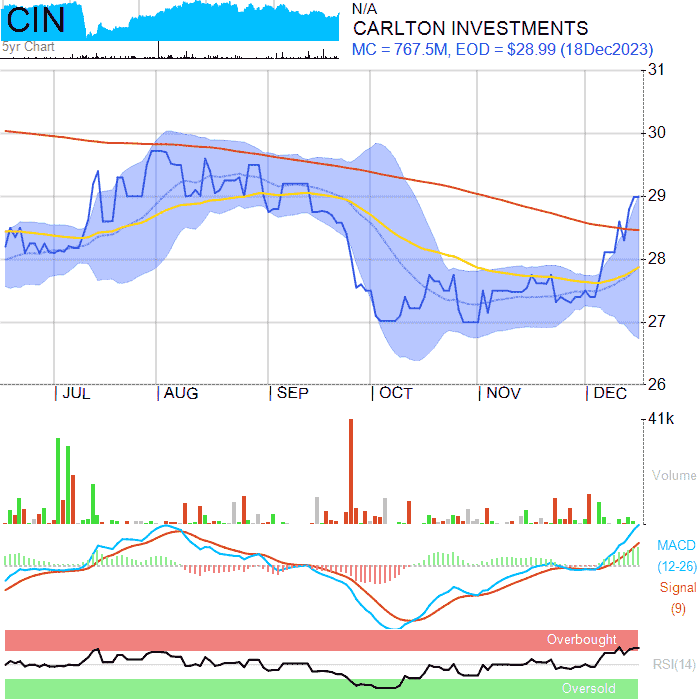 CIN
5yr Chart
N/A
CARLTON INVESTMENTS
MC = 767.5M, EOD = $28.99 (18Dec2023)
31
30
29
28
27
26
JUL AUG SEP OCT NOV DEC
41k
Volume
MACD
(12-26)
Signal
(9)
Overbought
RSI(14)
Oversold